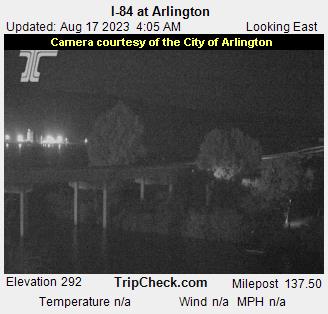 I-84 at Arlington
Updated: Aug 17 2023 4:05 AM Looking East
Camera courtesy of the City of Arlington
Elevation 292 TripCheck.com Milepost 137.50
Temperature n/a Wind n/a MPH n/a